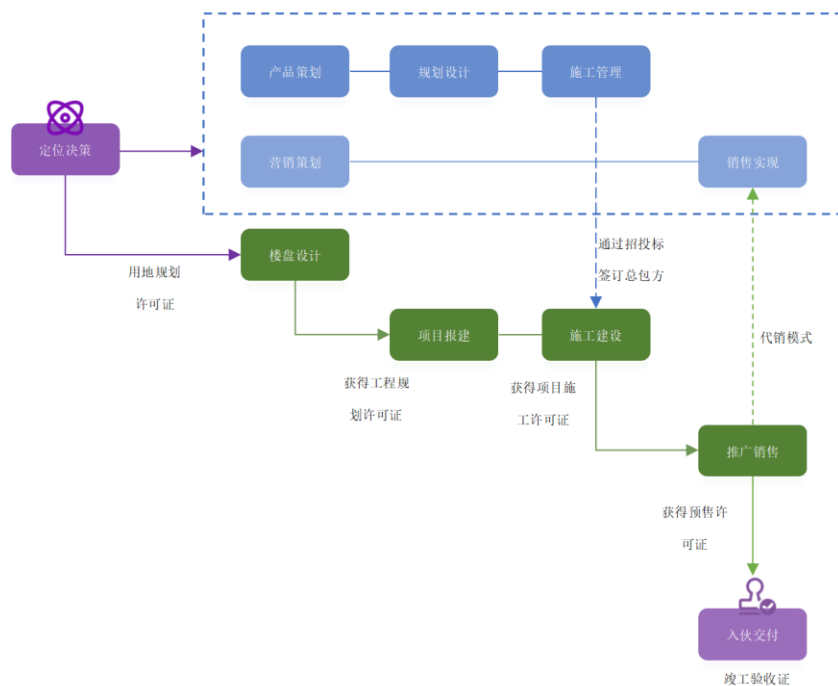 产品策划
规划设计
施工管理
定位决策
营销策划
销售实现
通过招投标
签订总包方
楼盘设计
用地规划
许可证
项目报建
施工建设
代销模式
获得工程规
划许可证
获得项目施
工许可证
推广销售
获得预售许
可证
入伙交付
竣工验收证